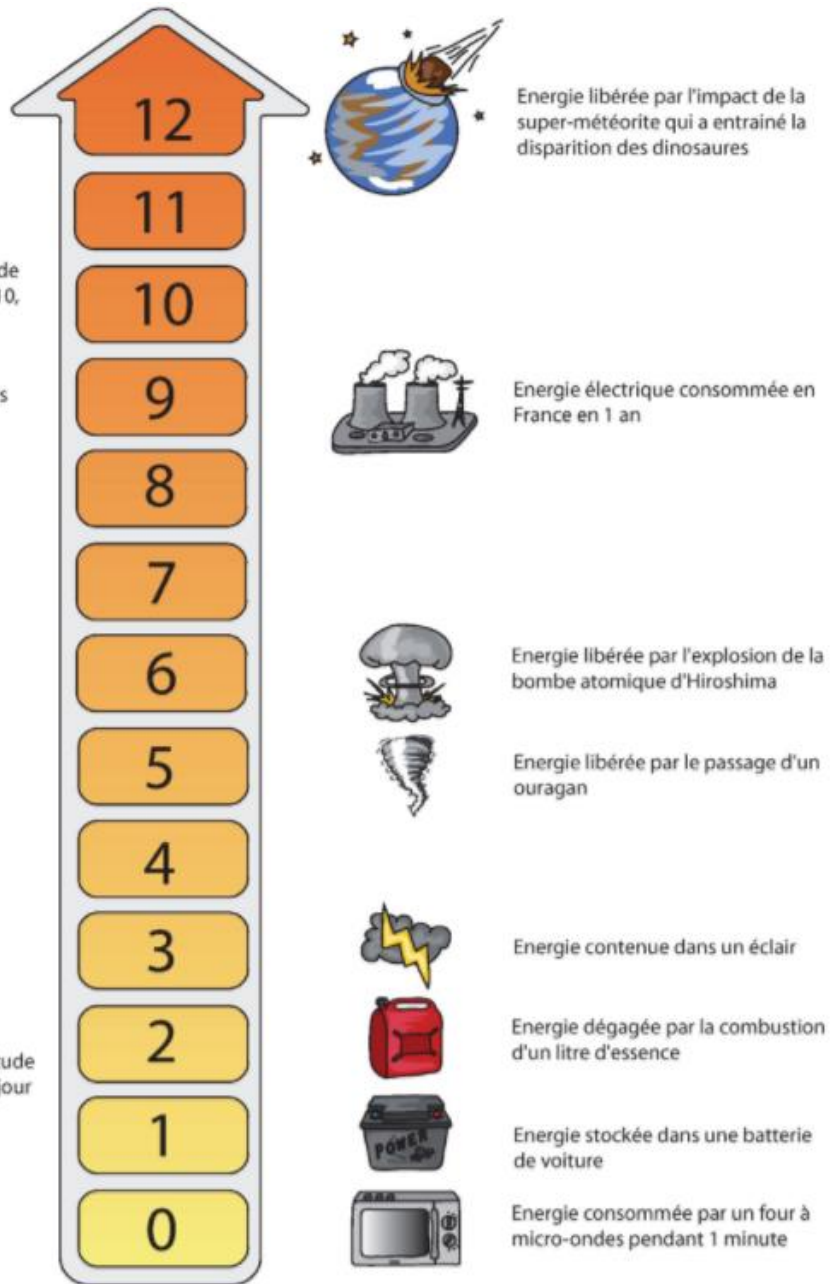 12
Energie libérée par l'impact de la
super-météorite qui a entrainé la
disparition des dinosaures
11
de
10
10,
9
s
Energie électrique consommée en
France en 1 an
8
7
6
Energie libérée par l'explosion de la
bombe atomique d'Hiroshima
5
Energie libérée par le passage d'un
ouragan
4
3
Energie contenue dans un éclair
2
Energie dégagée par la combustion
d'un litre d'essence
ude
jour
1
POWER
Energie stockée dans une batterie
de voiture
0
Energie consommée par un four à
micro-ondes pendant 1 minute